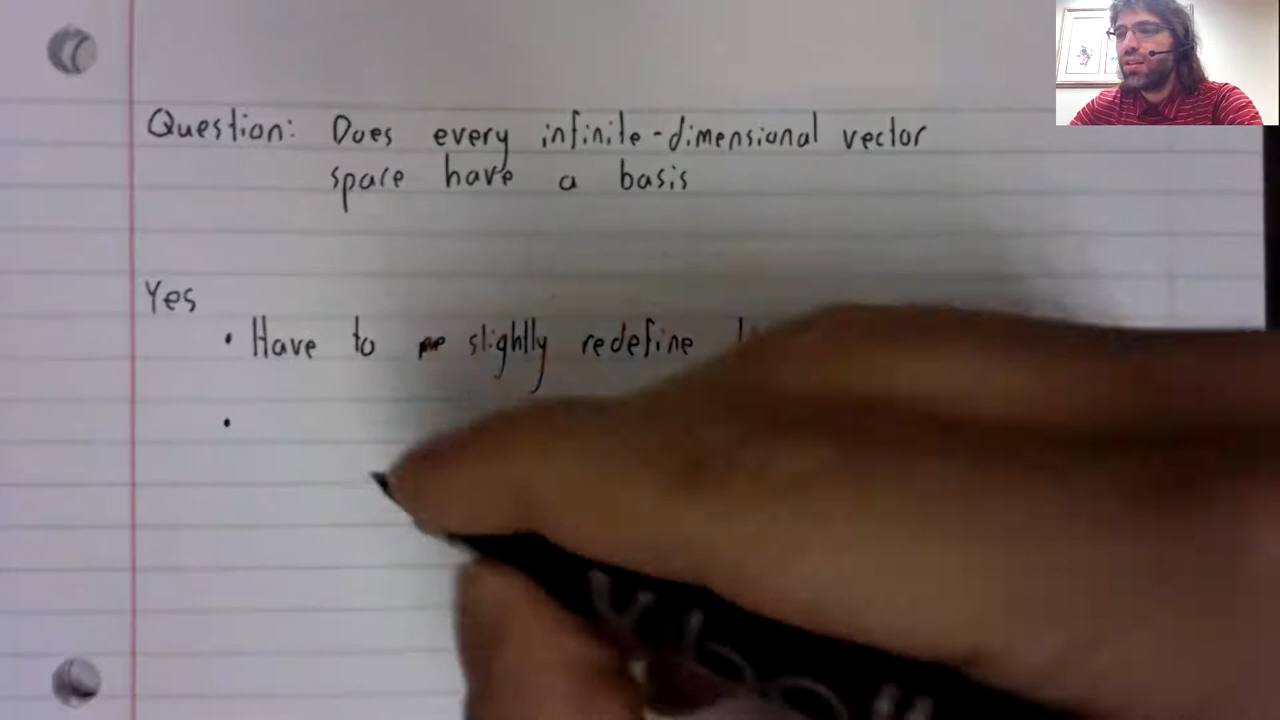 Question: Does every infinite-dimensional vector
space have a basis
Yes
• Have to slightly redefine
•